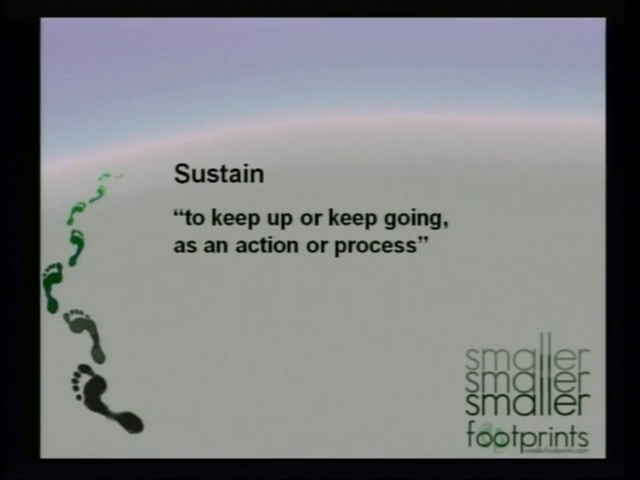 Sustain
“to keep up or keep going,
as an action or process”
smaller
smaller
smaller
footprints